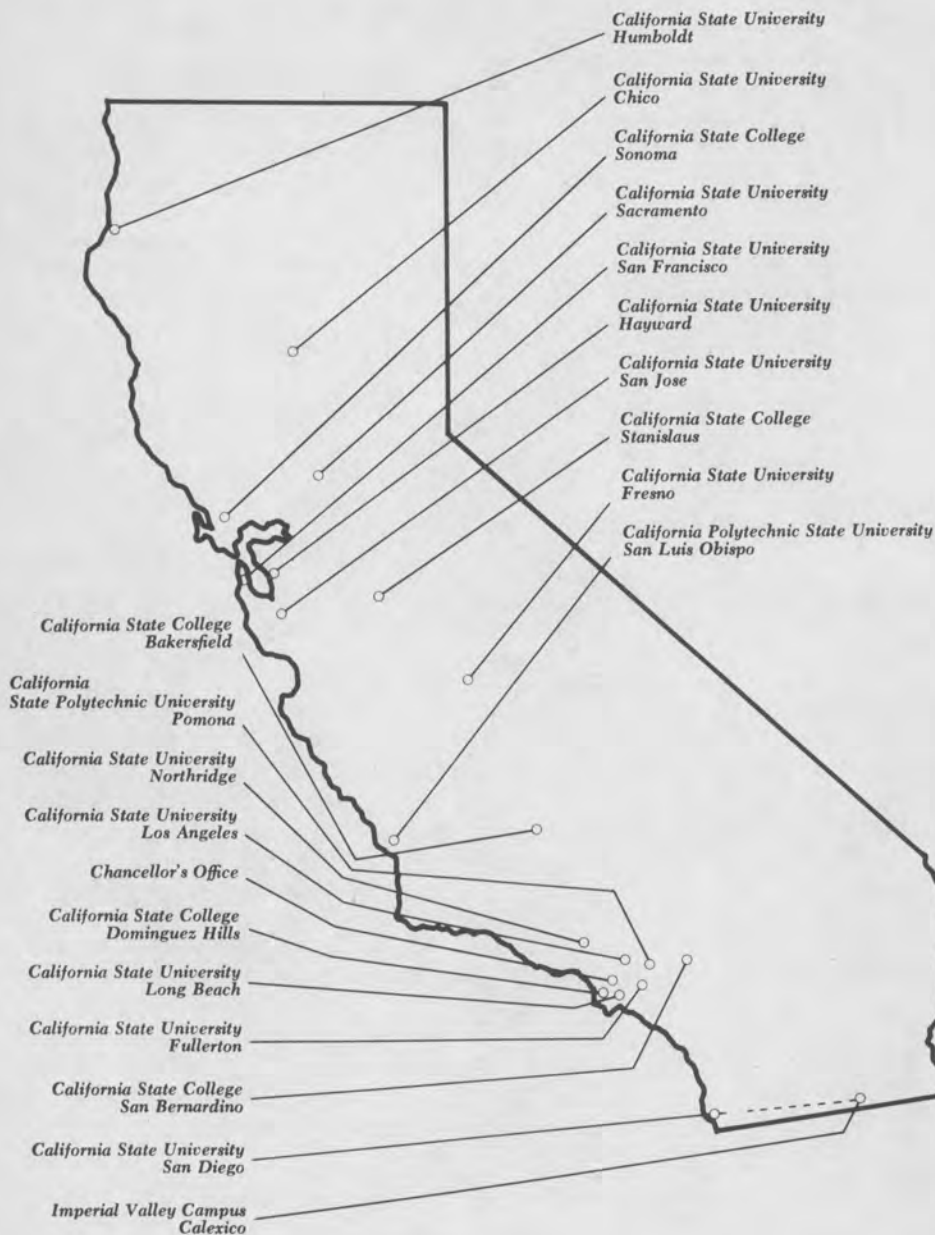 California State University
Humboldt
California State University
Chico
California State College
Sonoma
California State University
Sacramento
California State University
San Francisco
California State University
Hayward
California State University
San Jose
California State College
Stanislaus
California State University
Fresno
California Polytechnic State University
San Luis Obispo
California State College
Bakersfield
California
State Polytechnic University
Pomona
California State University
Northridge
California State University
Los Angeles
Chancellor's Office
California State College
Dominguez Hills
California State University
Long Beach
California State University
Fullerton
California State College
San Bernardino
California State University
San Diego
Imperial Valley Campus
Calexico